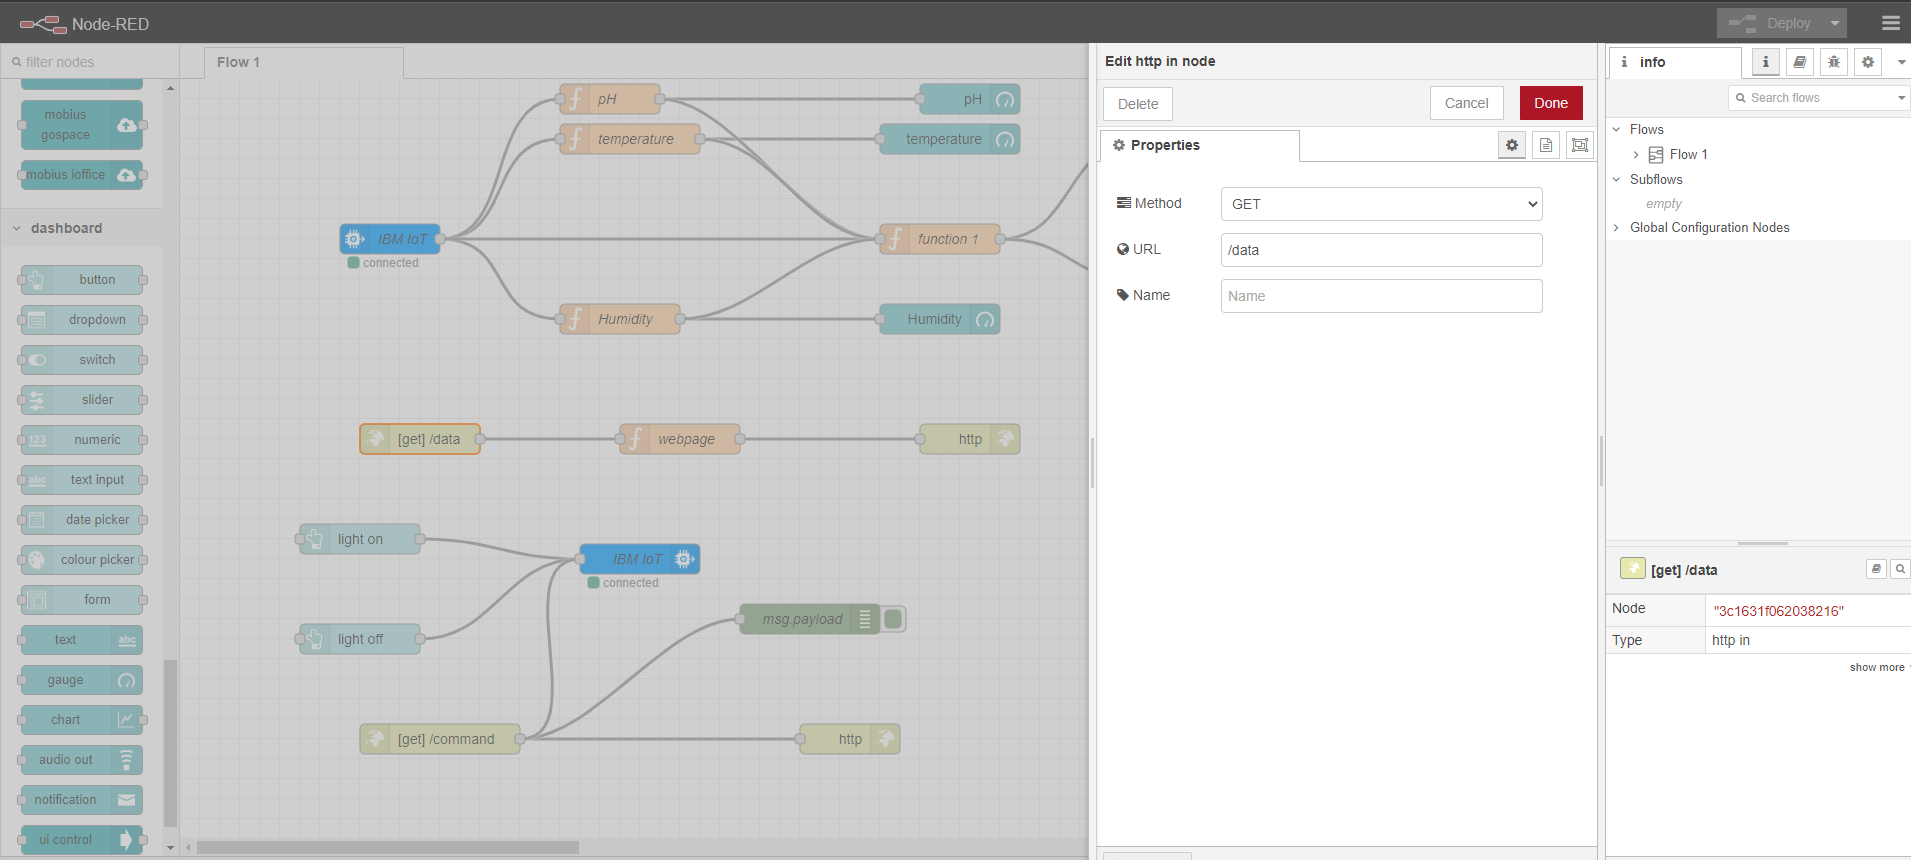 Node-RED
Deploy
filter nodes
mobius
gospace
mobius ioffice
dashboard
button
dropdown
switch
slider
123
numeric
abc
text input
date picker
colour picker
form
text
abc
gauge
chart
audio out
notification
ui control
Flow 1
pH
pH
temperature
temperature
IBM IoT
connected
function 1
Humidity
Humidity
[get] /data
webpage
http
light on
IBM IoT
connected
msg.payload
light off
[get] /command
http
Edit http in node
Delete
Cancel
Done
Properties
Method
GET
URL
/data
Name
Name
i
info
i
Search flows
Flows
Flow 1
Subflows
empty
Global Configuration Nodes
[get] /data
Node
"3c1631f062038216"
Type
http in
show more